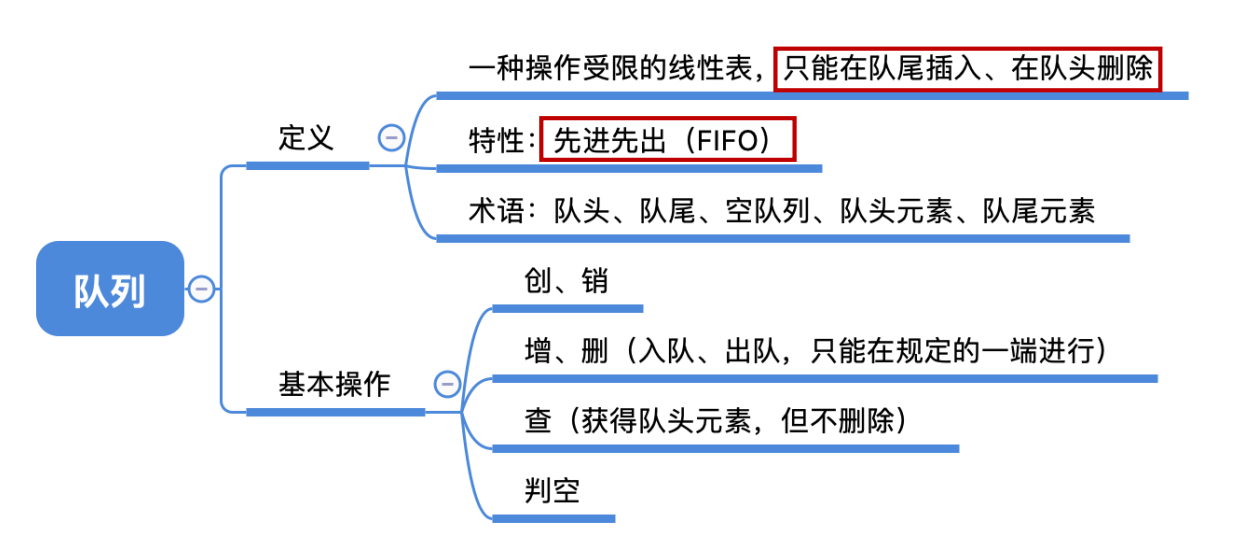 一种操作受限的线性表，只能在队尾插入、在队头删除
定义
特性：先进先出（FIFO）
术语：队头、队尾、空队列、队头元素、队尾元素
队列
创、销
增、删（入队、出队，只能在规定的一端进行）
基本操作
查（获得队头元素，但不删除）
判空